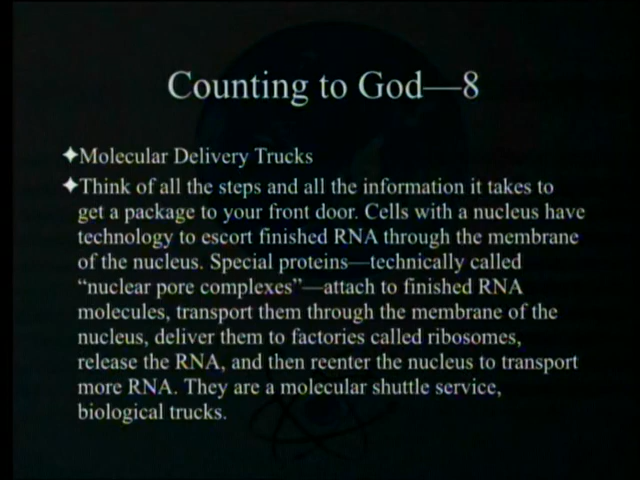 Counting to God—8
✦Molecular Delivery Trucks
✦Think of all the steps and all the information it takes to
get a package to your front door. Cells with a nucleus have
technology to escort finished RNA through the membrane
of the nucleus. Special proteins—technically called
“nuclear pore complexes”—attach to finished RNA
molecules, transport them through the membrane of the
nucleus, deliver them to factories called ribosomes,
release the RNA, and then reenter the nucleus to transport
more RNA. They are a molecular shuttle service,
biological trucks.